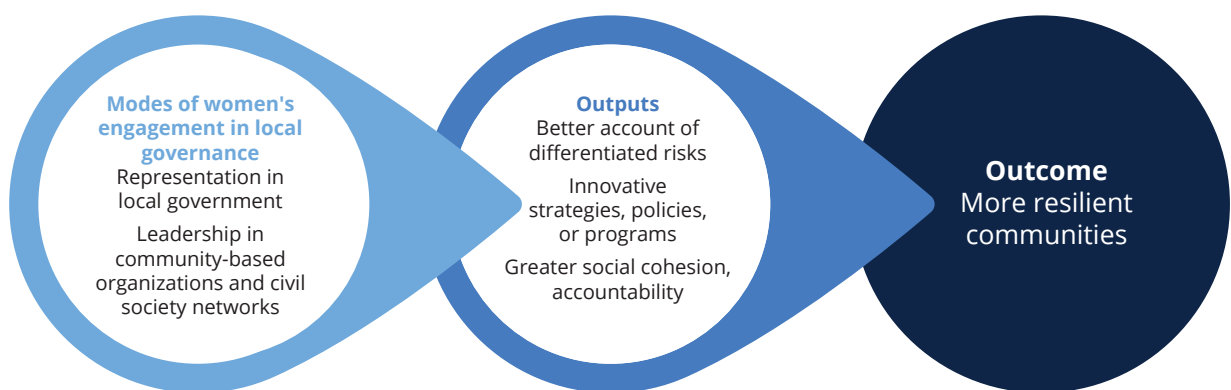 Modes of women's
engagement in local
governance
Representation in
local government
Leadership in
community-based
organizations and civil
society networks
Outputs
Better account of
differentiated risks
Innovative
strategies, policies,
or programs
Greater social cohesion,
accountability
Outcome
More resilient
communities